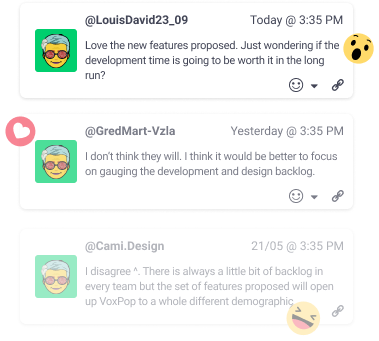 @LouisDavid23_09 Today @ 3:35 PM
Love the new features proposed. Just wondering if the
development time is going to be worth it in the long
run?
@GredMart-Vzla Yesterday @ 3:35 PM
I don't think they will. I think it would be better to focus
on gauging the development and design backlog.
@Cami.Design 21/05 @ 3:35 PM
I disagree ^. There is always a little bit of backlog in
every team but the set of features proposed will open
up VoxPop to a whole different demographic